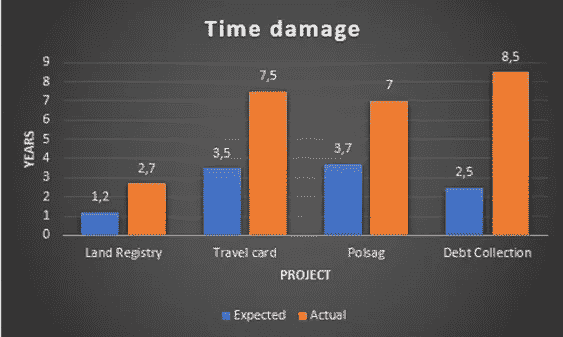 Time damage
YEARS
9
8
7
6
5
4
3
2
1
0
1,2
2,7
3,5
7,5
3,7
7
2,5
8,5
Land Registry
Travel card
Polsag
Debt Collection
PROJECT
Expected
Actual